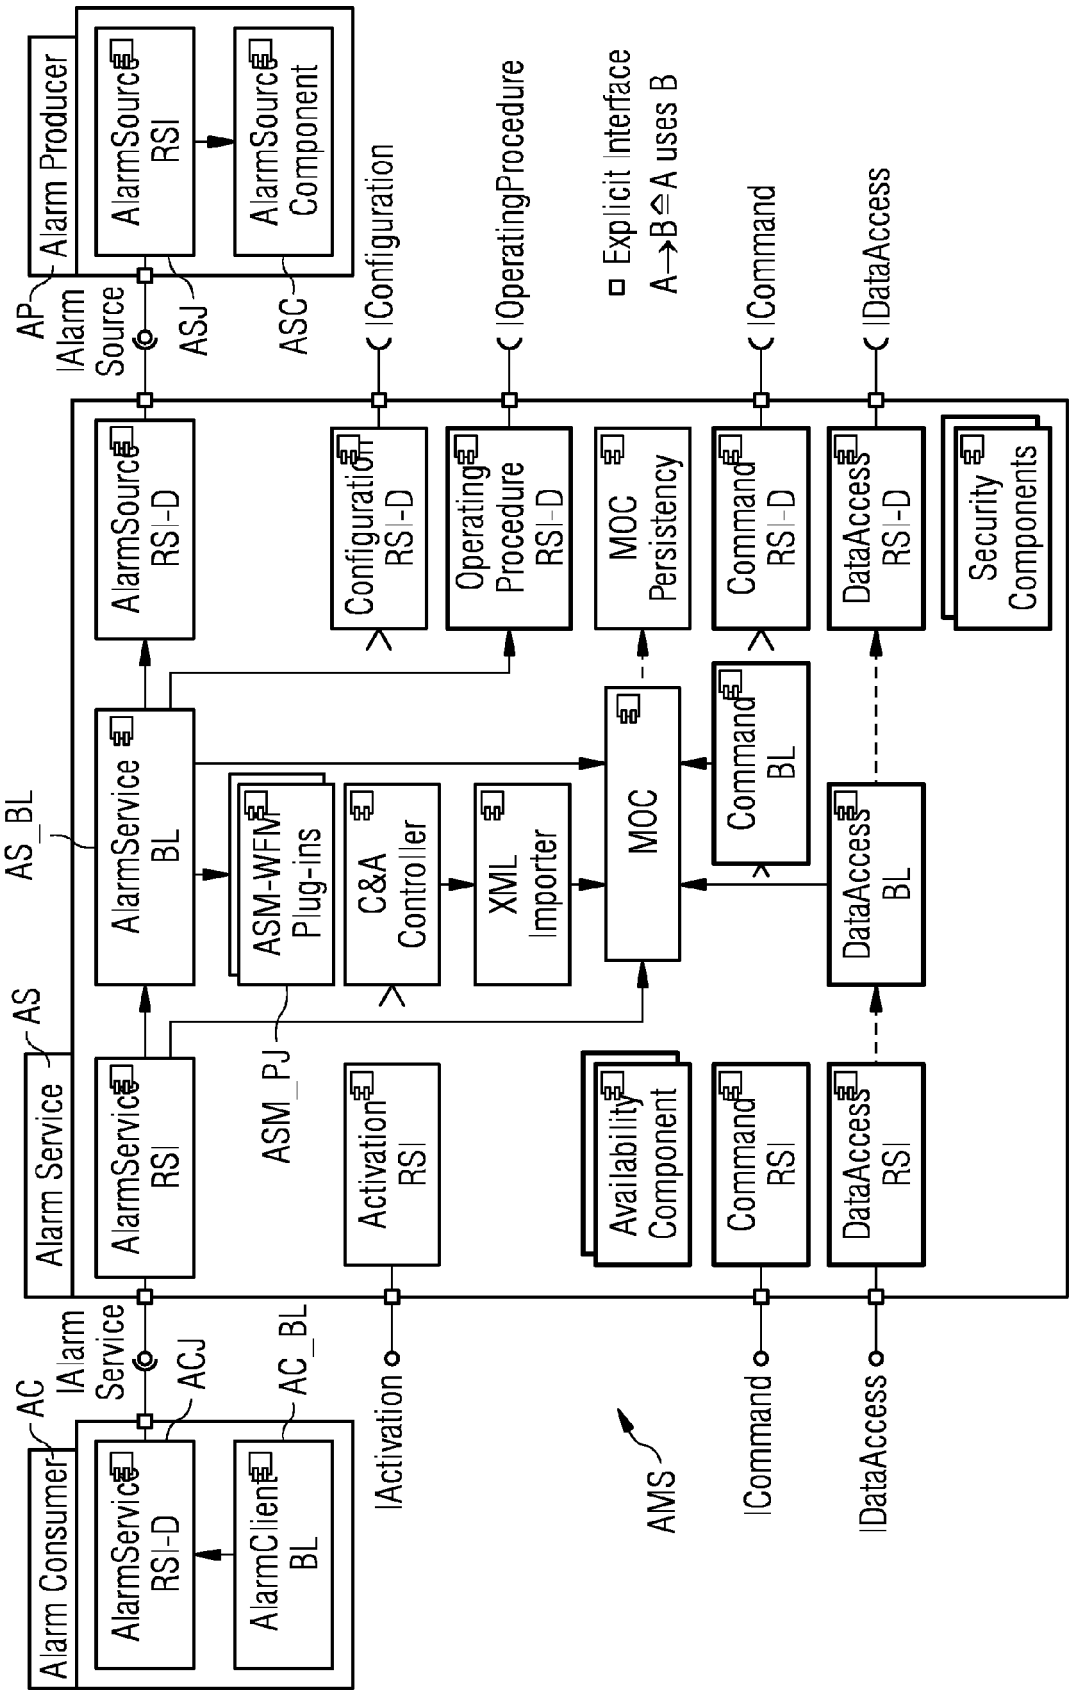 Alarm Consumer
AC
AlarmService
RSI-D
ACJ
AlarmClient
BL
AC_BL
IAlarm
Service
Alarm Service
AS
AlarmService
RSI
AlarmService
BL
AS_BL
AlarmSource
RSI-D
IAlarm
Source
AP
Alarm Producer
AlarmSource
RSI
ASJ
AlarmSource
Component
ASC
ASM-WFM
Plug-ins
ASM_PJ
IActivation
Activation
RSI
C&A
Controller
Configuration
RSI-D
IConfiguration
XML
Importer
Operating
Procedure
RSI-D
IOperatingProcedure
Availability
Component
MOC
MOC
Persistency
□ Explicit Interface
A→B≙A uses B
AMS
ICommand
Command
RSI
Command
BL
Command
RSI-D
ICommand
IDataAccess
DataAccess
RSI
DataAccess
BL
DataAccess
RSI-D
IDataAccess
Security
Components